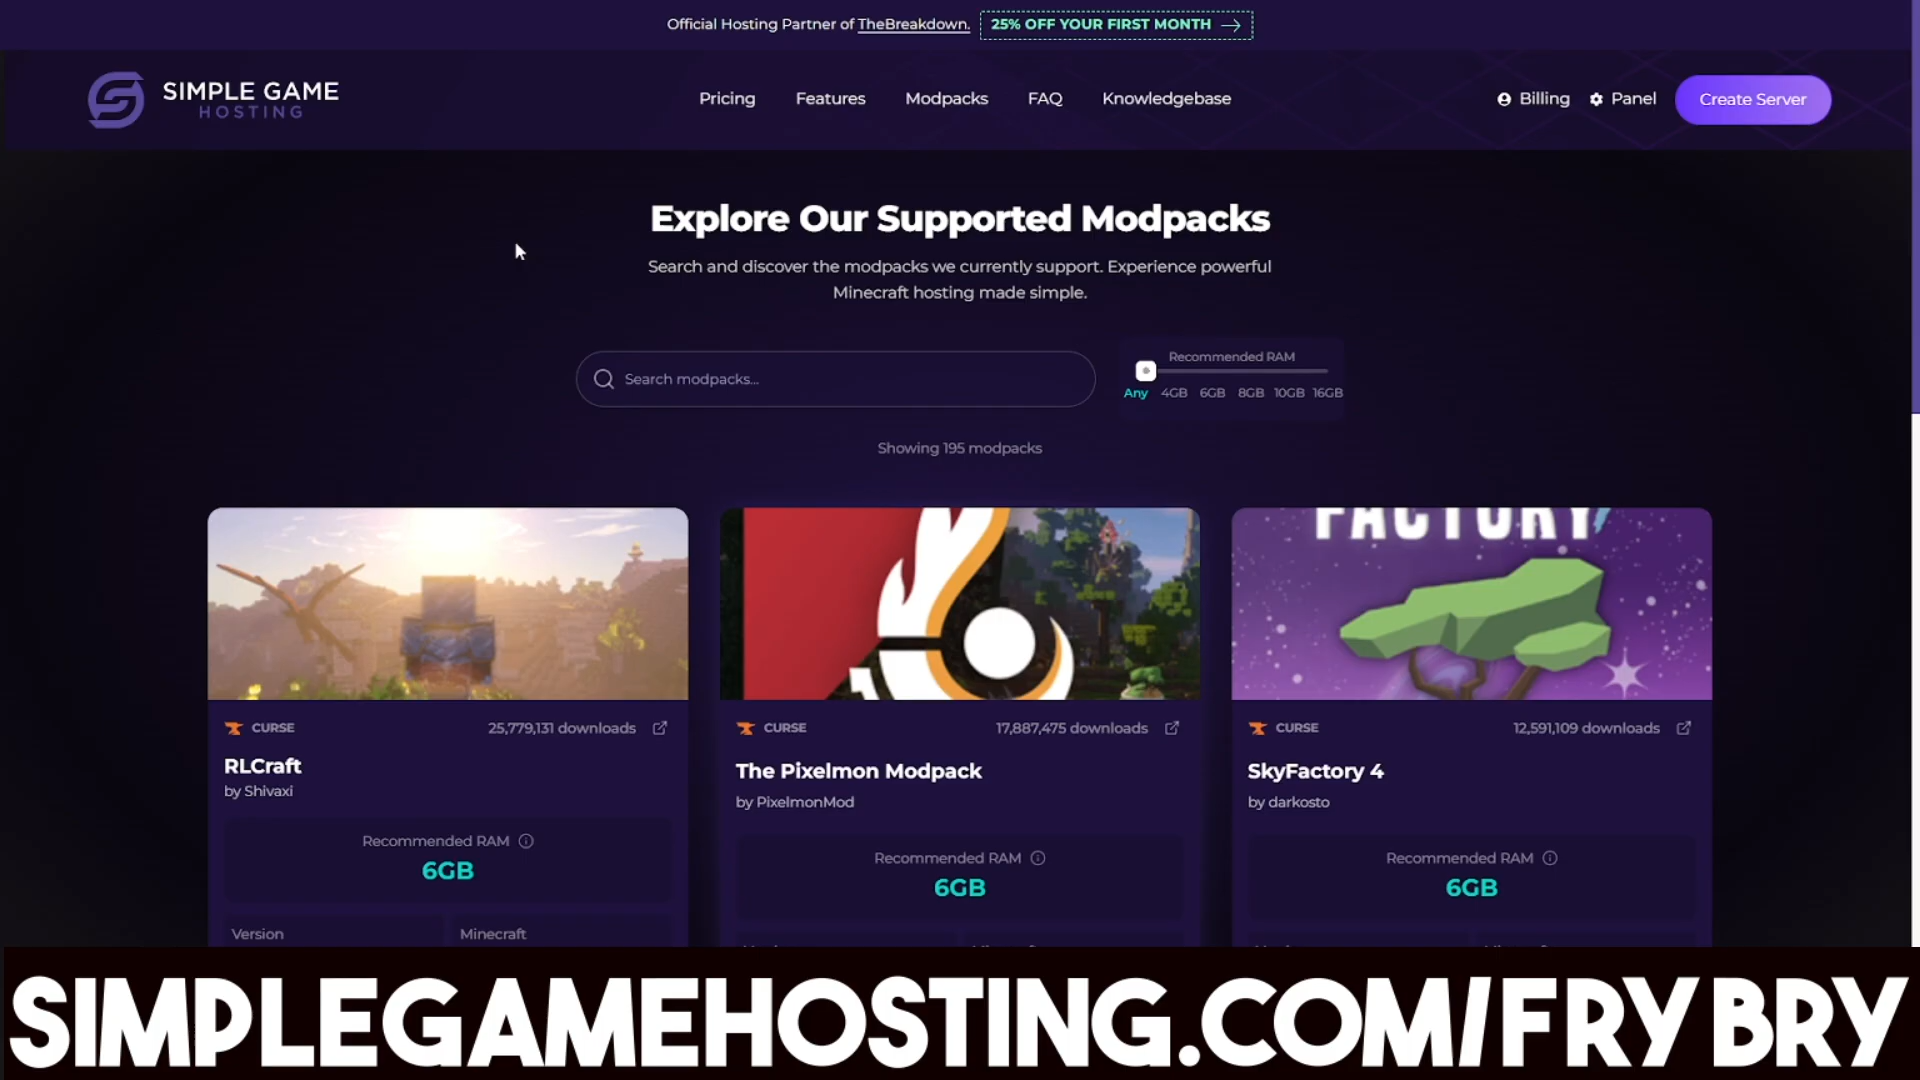 Official Hosting Partner of TheBreakdown. 25% OFF YOUR FIRST MONTH
SIMPLE GAME
HOSTING
Pricing Features Modpacks FAQ Knowledgebase
Billing Panel Create Server
Explore Our Supported Modpacks
Search and discover the modpacks we currently support. Experience powerful
Minecraft hosting made simple.
Search modpacks...
Recommended RAM
Any 4GB 6GB 8GB 10GB 16GB
Showing 195 modpacks
FACTORY
CURSE 25,779,131 downloads
RLCraft
by Shivaxi
Recommended RAM
6GB
Version Minecraft
CURSE 17,887,475 downloads
The Pixelmon Modpack
by PixelmonMod
Recommended RAM
6GB
CURSE 12,591,109 downloads
SkyFactory 4
by darkosto
Recommended RAM
6GB
SIMPLEGAMEHOSTING.COM/FRYBRY